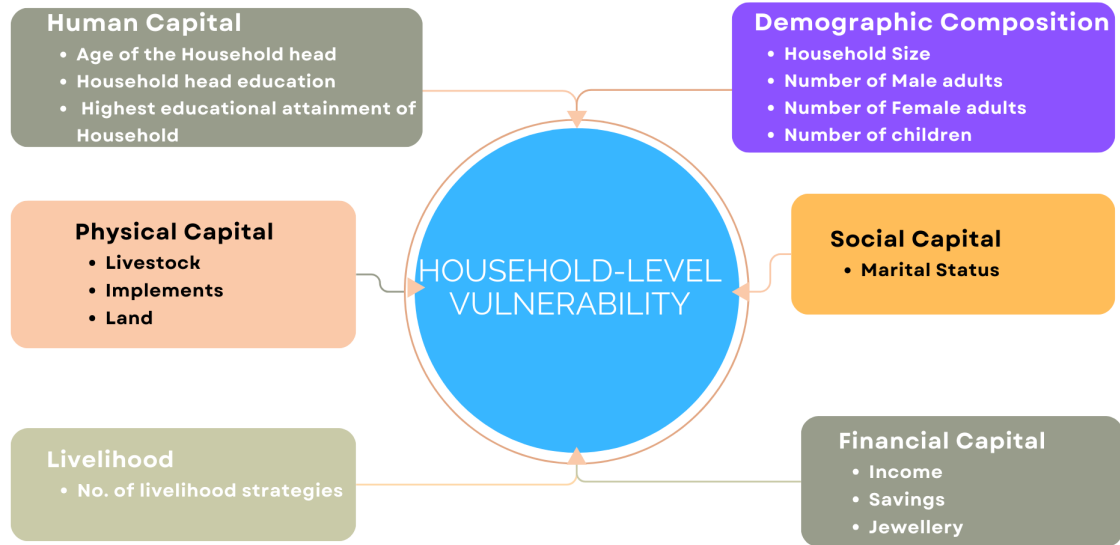 Human Capital
• Age of the Household head
• Household head education
• Highest educational attainment of
Household
Demographic Composition
• Household Size
• Number of Male adults
• Number of Female adults
• Number of children
Physical Capital
• Livestock
• Implements
• Land
HOUSEHOLD-LEVEL
VULNERABILITY
Social Capital
• Marital Status
Livelihood
• No. of livelihood strategies
Financial Capital
• Income
• Savings
• Jewellery